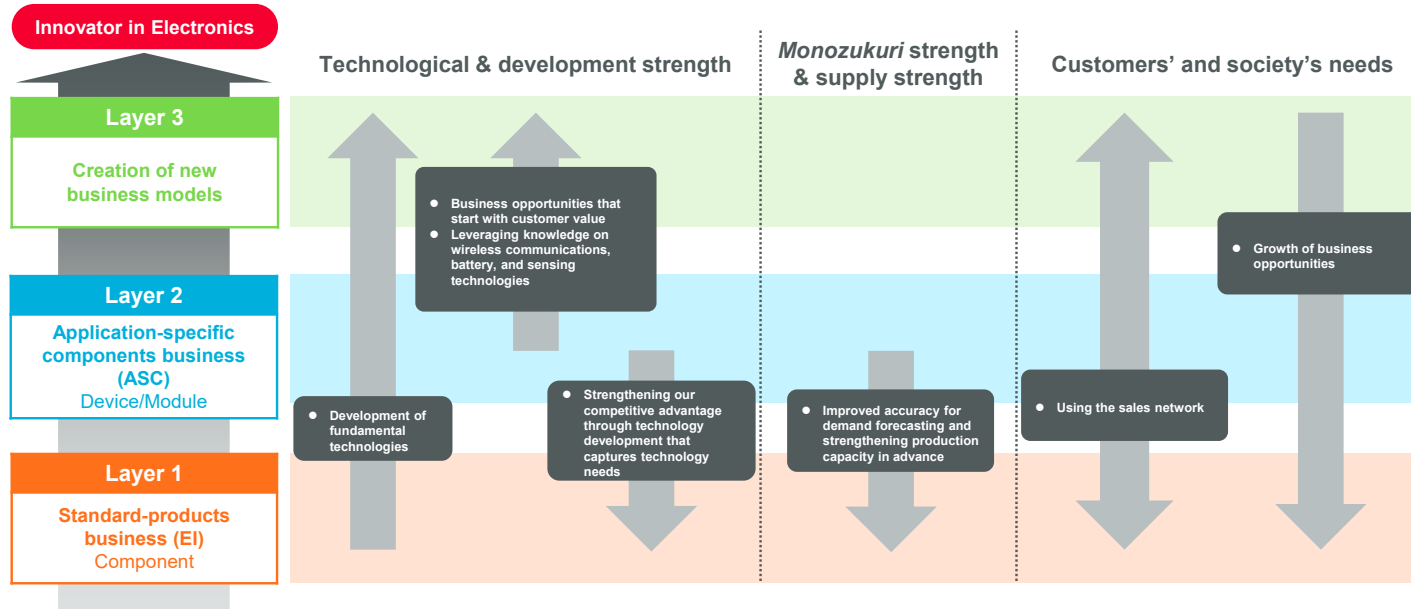 Innovator in Electronics
Technological & development strength
Monozukuri strength
& supply strength
Customers’ and society’s needs
Layer 3
Creation of new
business models
Layer 2
Application-specific
components business
(ASC)
Device/Module
Layer 1
Standard-products
business (EI)
Component
● Development of
fundamental
technologies
● Business opportunities that
start with customer value
● Leveraging knowledge on
wireless communications,
battery, and sensing
technologies
● Strengthening our
competitive advantage
through technology
development that
captures technology
needs
● Improved accuracy for
demand forecasting and
strengthening production
capacity in advance
● Using the sales network
● Growth of business
opportunities